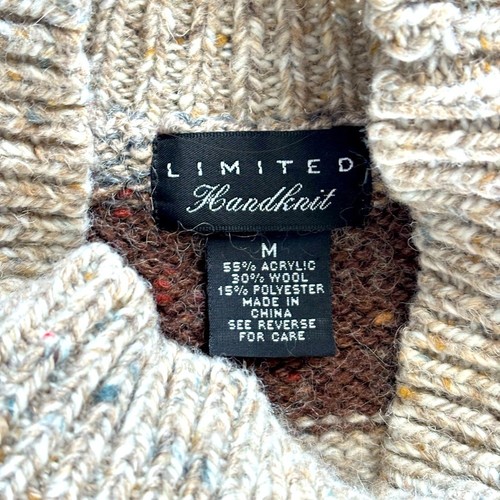 LIMITED
Handknit
M
55% ACRYLIC
30% WOOL
15% POLYESTER
MADE IN
CHINA
SEE REVERSE
FOR CARE